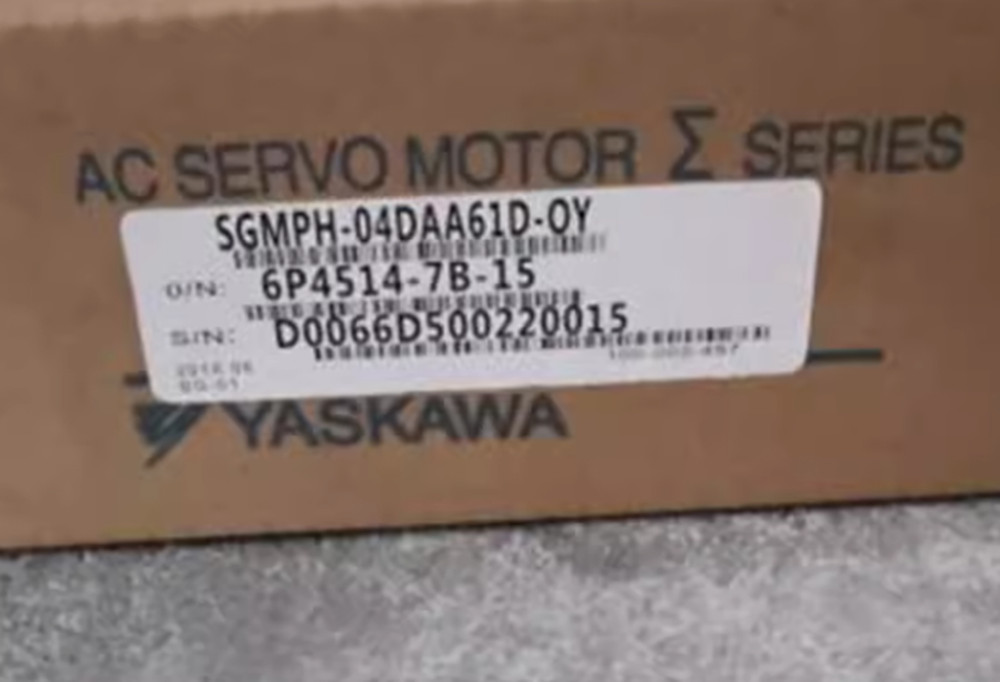 AC SERVO MOTOR Σ SERIES
SGMPH-04DAA61D-OY
O/N: 6P4514-7B-15
S/N: D0066D500220015
YASKAWA